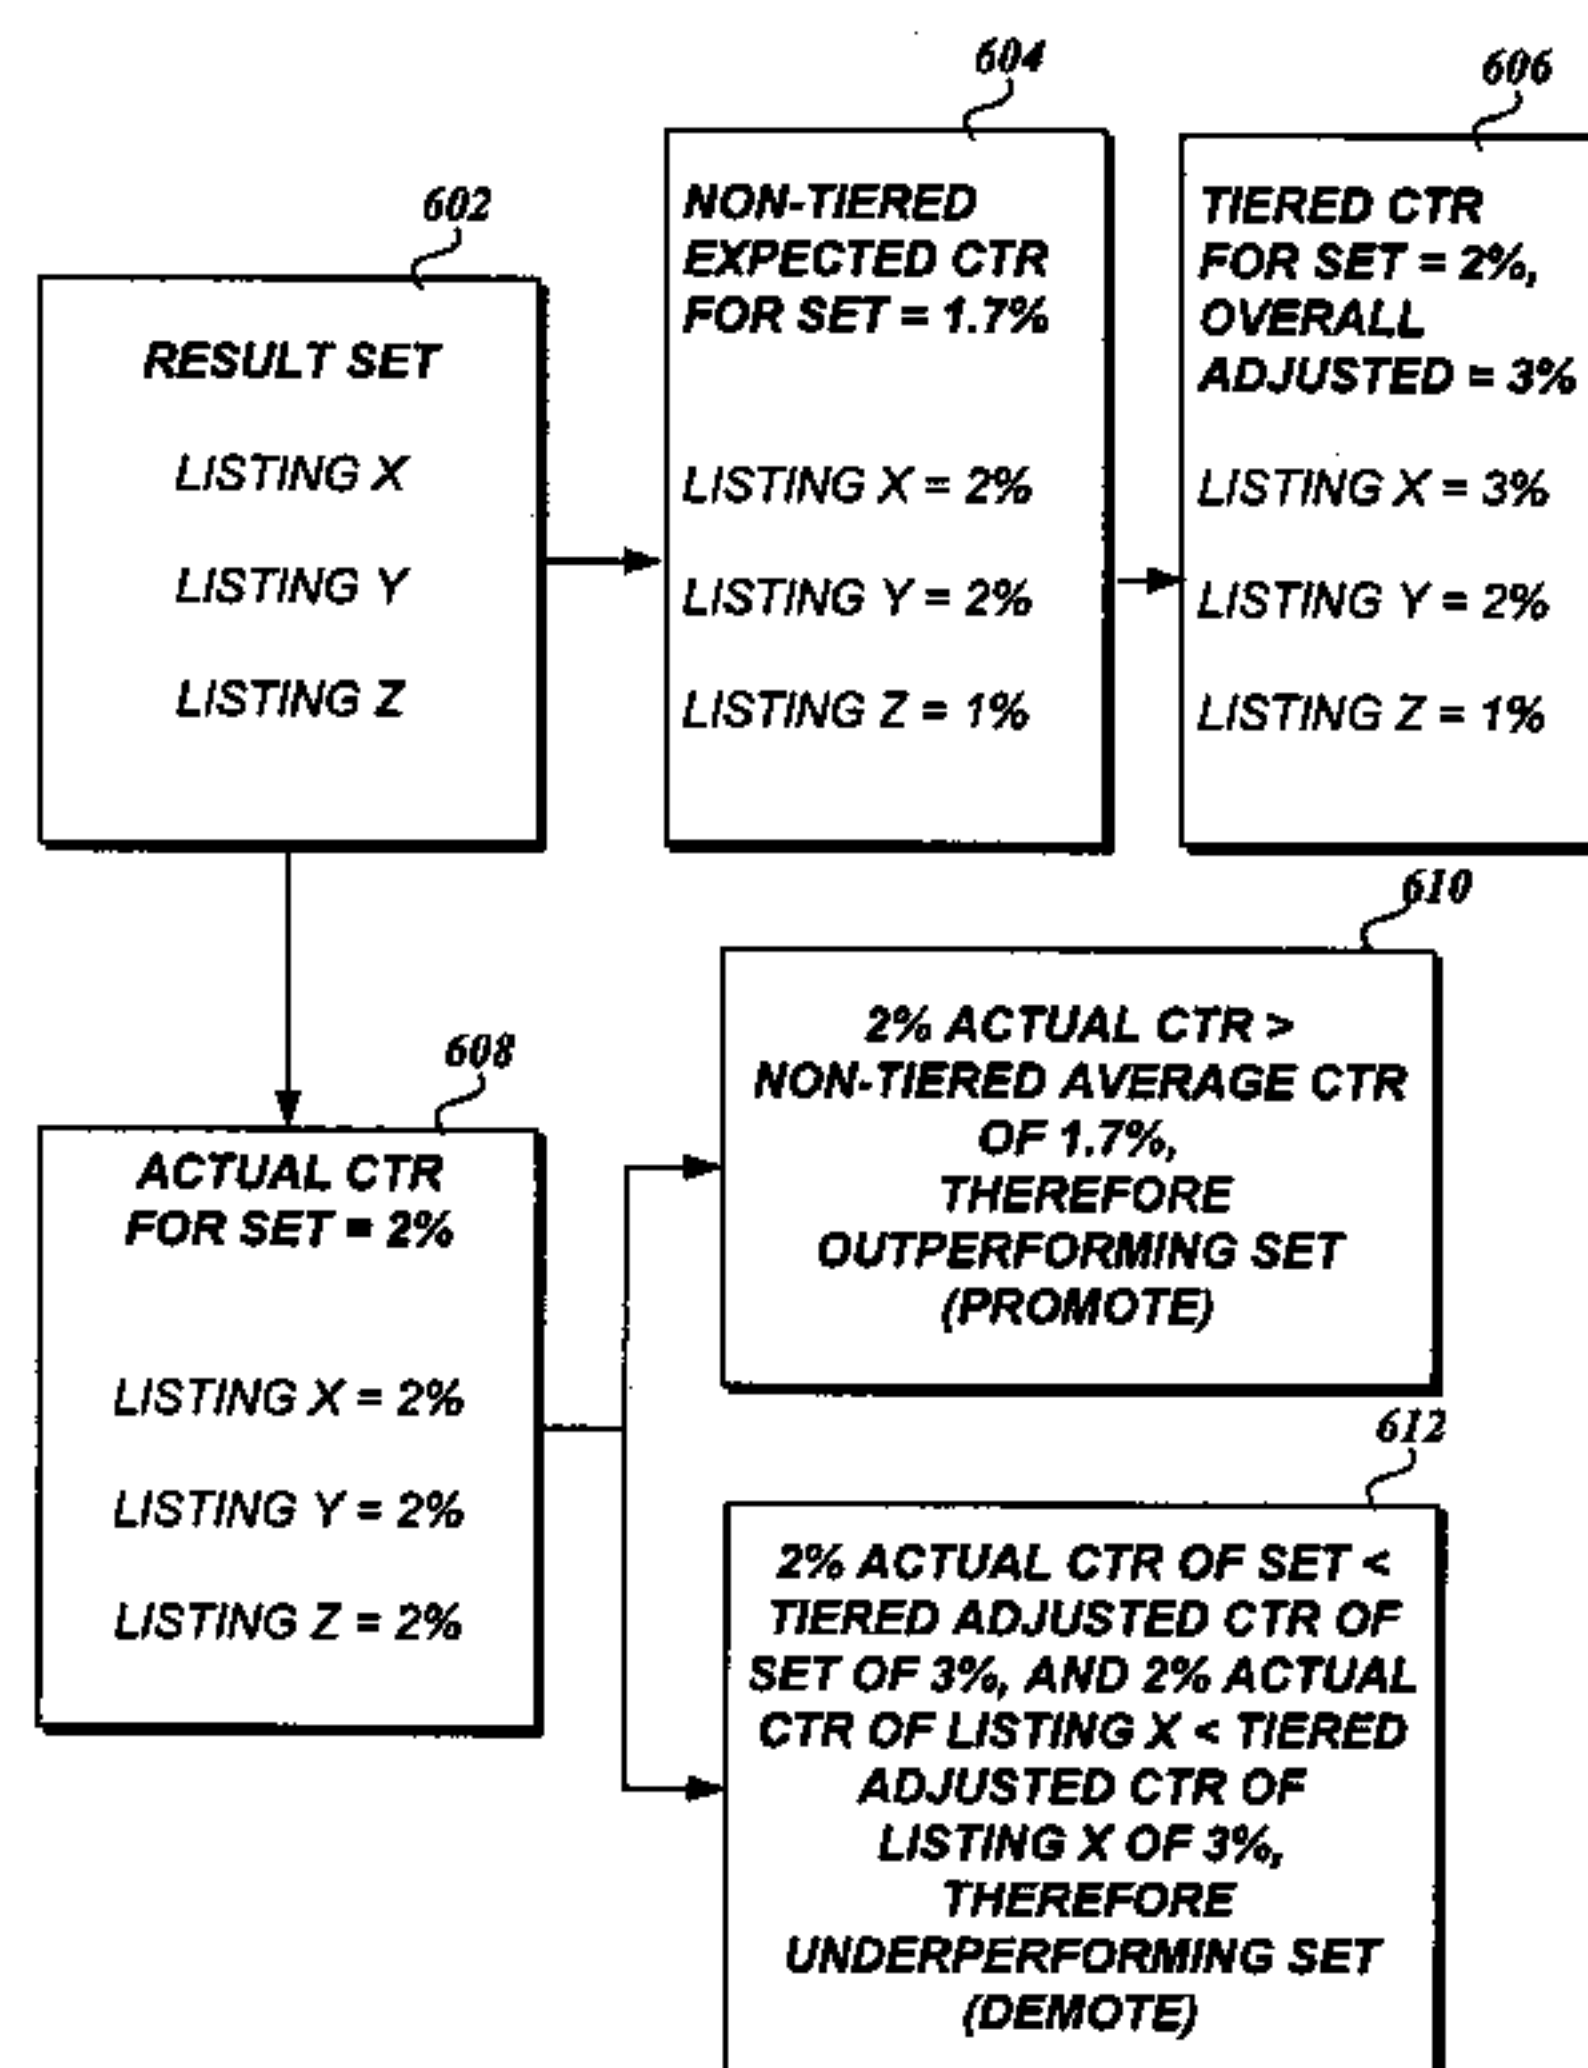 602
RESULT SET
LISTING X
LISTING Y
LISTING Z
604
NON-TIERED
EXPECTED CTR
FOR SET = 1.7%
LISTING X = 2%
LISTING Y = 2%
LISTING Z = 1%
606
TIERED CTR
FOR SET = 2%,
OVERALL
ADJUSTED = 3%
LISTING X = 3%
LISTING Y = 2%
LISTING Z = 1%
608
ACTUAL CTR
FOR SET = 2%
LISTING X = 2%
LISTING Y = 2%
LISTING Z = 2%
610
2% ACTUAL CTR >
NON-TIERED AVERAGE CTR
OF 1.7%,
THEREFORE
OUTPERFORMING SET
(PROMOTE)
612
2% ACTUAL CTR OF SET <
TIERED ADJUSTED CTR OF
SET OF 3%, AND 2% ACTUAL
CTR OF LISTING X < TIERED
ADJUSTED CTR OF
LISTING X OF 3%,
THEREFORE
UNDERPERFORMING SET
(DEMOTE)